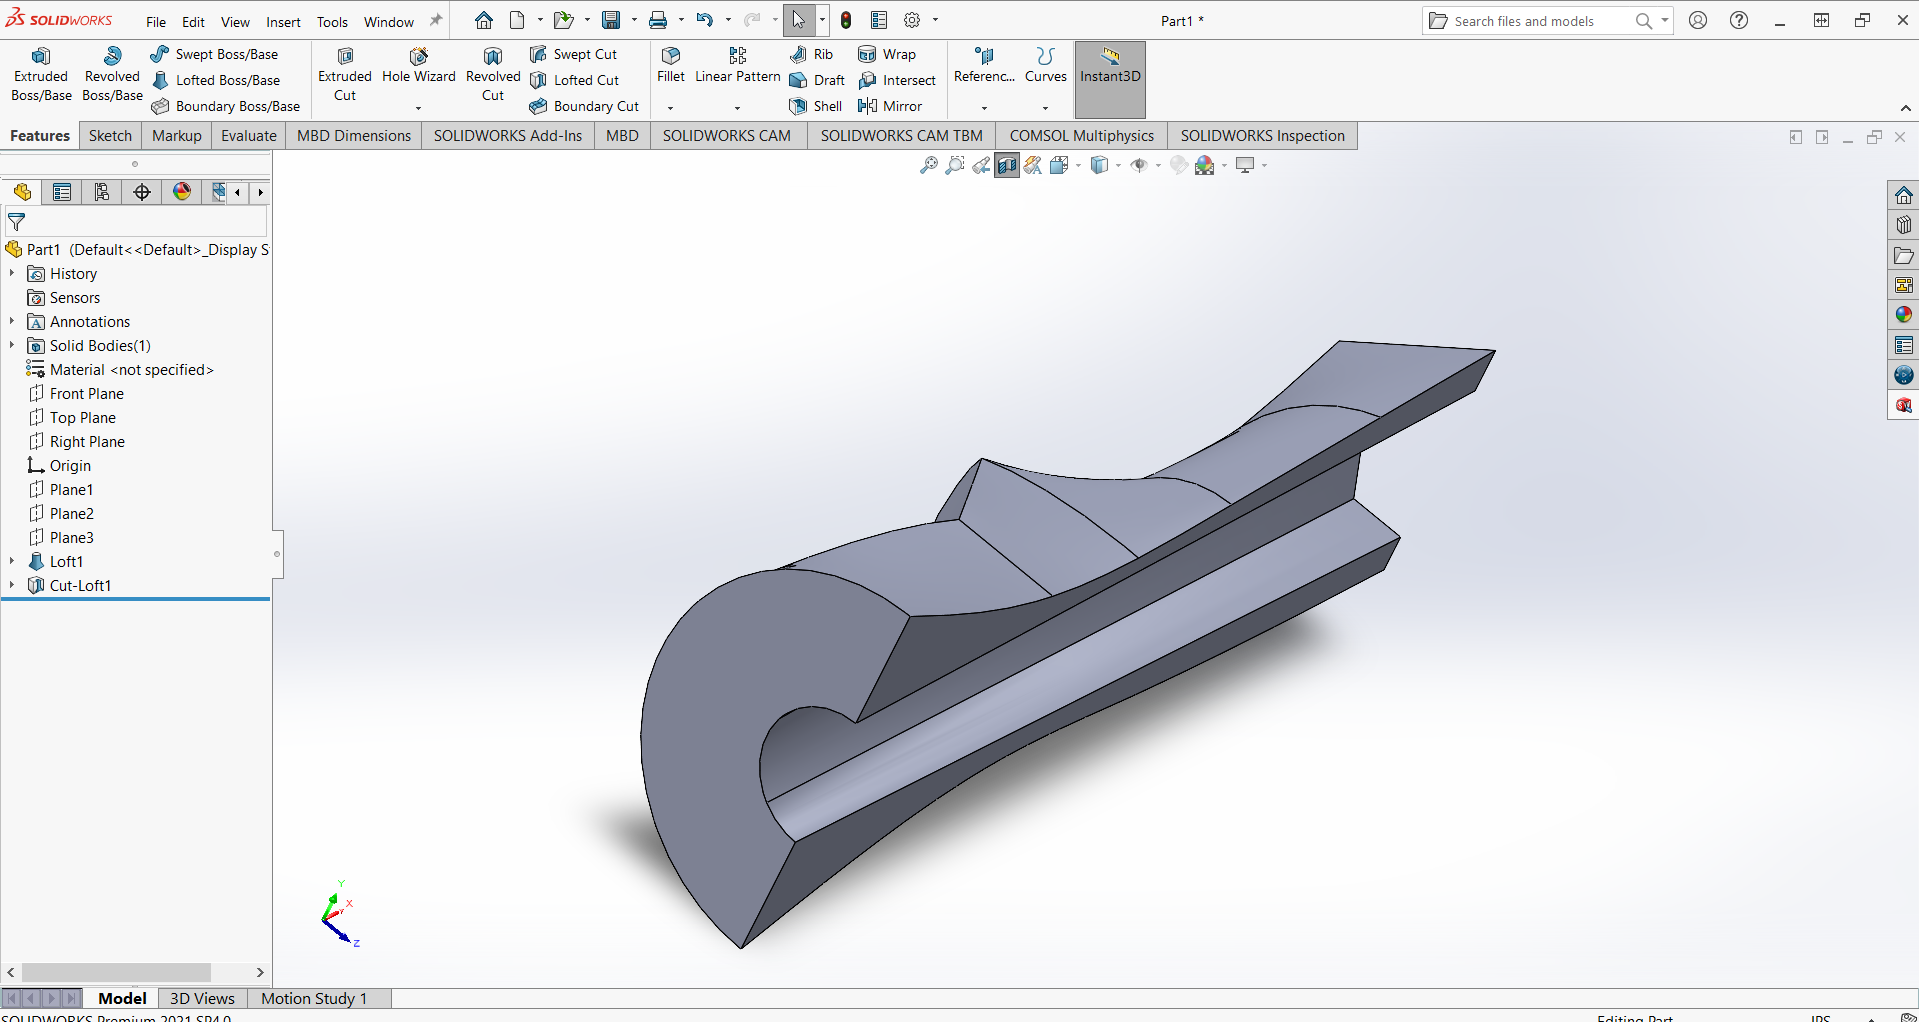 SOLIDWORKS File Edit View Insert Tools Window Part1 * Search files and models
Swept Boss/Base Swept Cut Rib Wrap
Extruded Boss/Base Revolved Boss/Base Lofted Boss/Base Extruded Cut Hole Wizard Revolved Cut Lofted Cut Fillet Linear Pattern Draft Intersect Referenc... Curves Instant3D
Boundary Boss/Base Boundary Cut Shell Mirror
Features Sketch Markup Evaluate MBD Dimensions SOLIDWORKS Add-Ins MBD SOLIDWORKS CAM SOLIDWORKS CAM TBM COMSOL Multiphysics SOLIDWORKS Inspection
Part1 (Default<<Default>_Display S
History
Sensors
Annotations
Solid Bodies(1)
Material <not specified>
Front Plane
Top Plane
Right Plane
Origin
Plane1
Plane2
Plane3
Loft1
Cut-Loft1
Y
X
Z
Model 3D Views Motion Study 1
SOLIDWORKS Premium 2021 SP4.0 Editing Part IPS